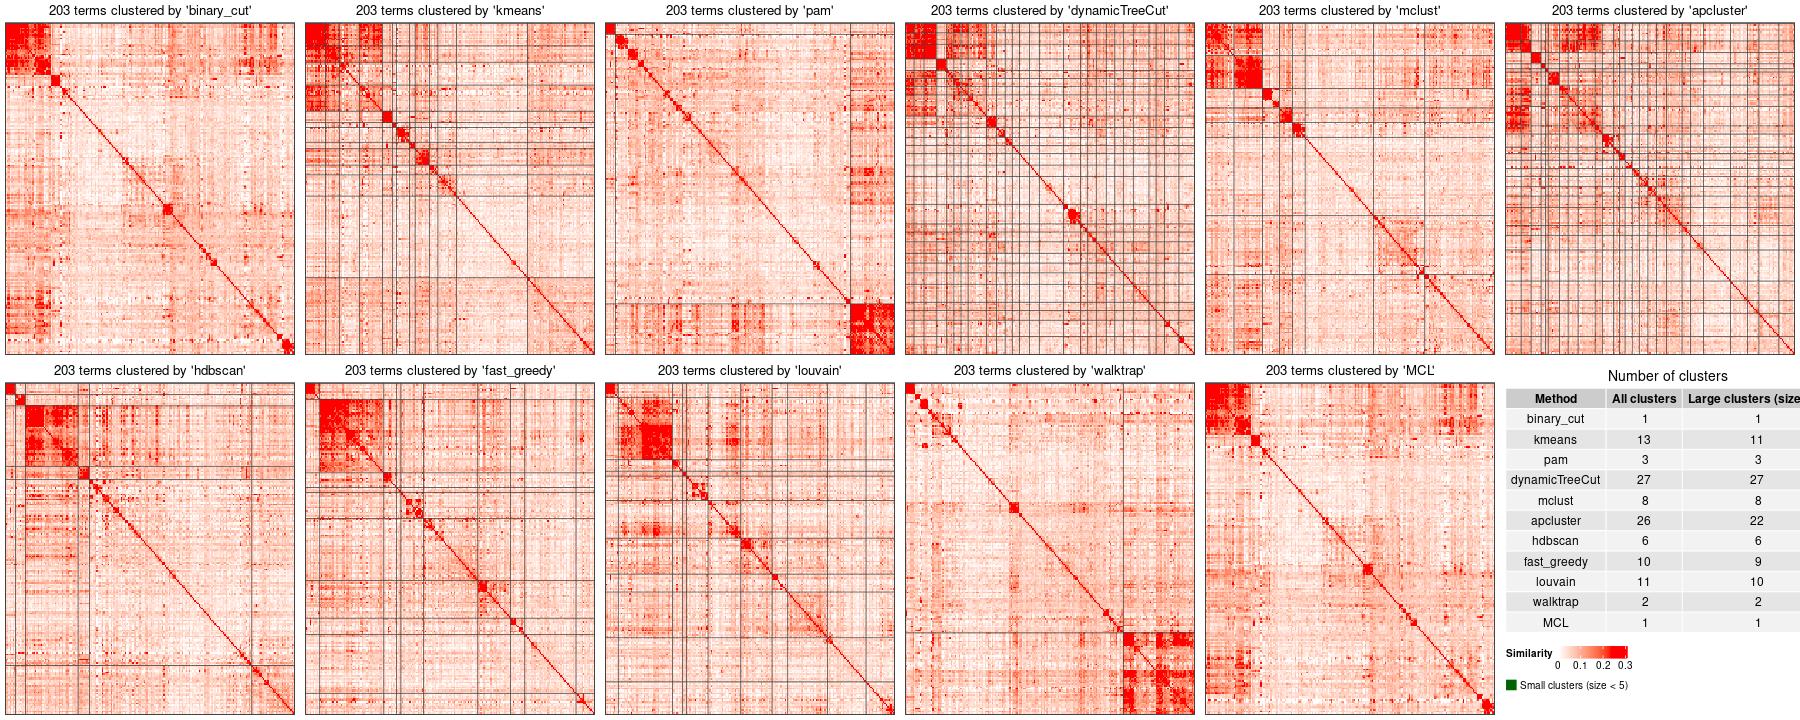 203 terms clustered by 'binary_cut'
203 terms clustered by 'kmeans'
203 terms clustered by 'pam'
203 terms clustered by 'dynamicTreeCut'
203 terms clustered by 'mclust'
203 terms clustered by 'apcluster'
203 terms clustered by 'hdbscan'
203 terms clustered by 'fast_greedy'
203 terms clustered by 'louvain'
203 terms clustered by 'walktrap'
203 terms clustered by 'MCL'
Number of clusters
Method All clusters Large clusters (size
binary_cut 1 1
kmeans 13 11
pam 3 3
dynamicTreeCut 27 27
mclust 8 8
apcluster 26 22
hdbscan 6 6
fast_greedy 10 9
louvain 11 10
walktrap 2 2
MCL 1 1
Similarity
0 0.1 0.2 0.3
Small clusters (size < 5)